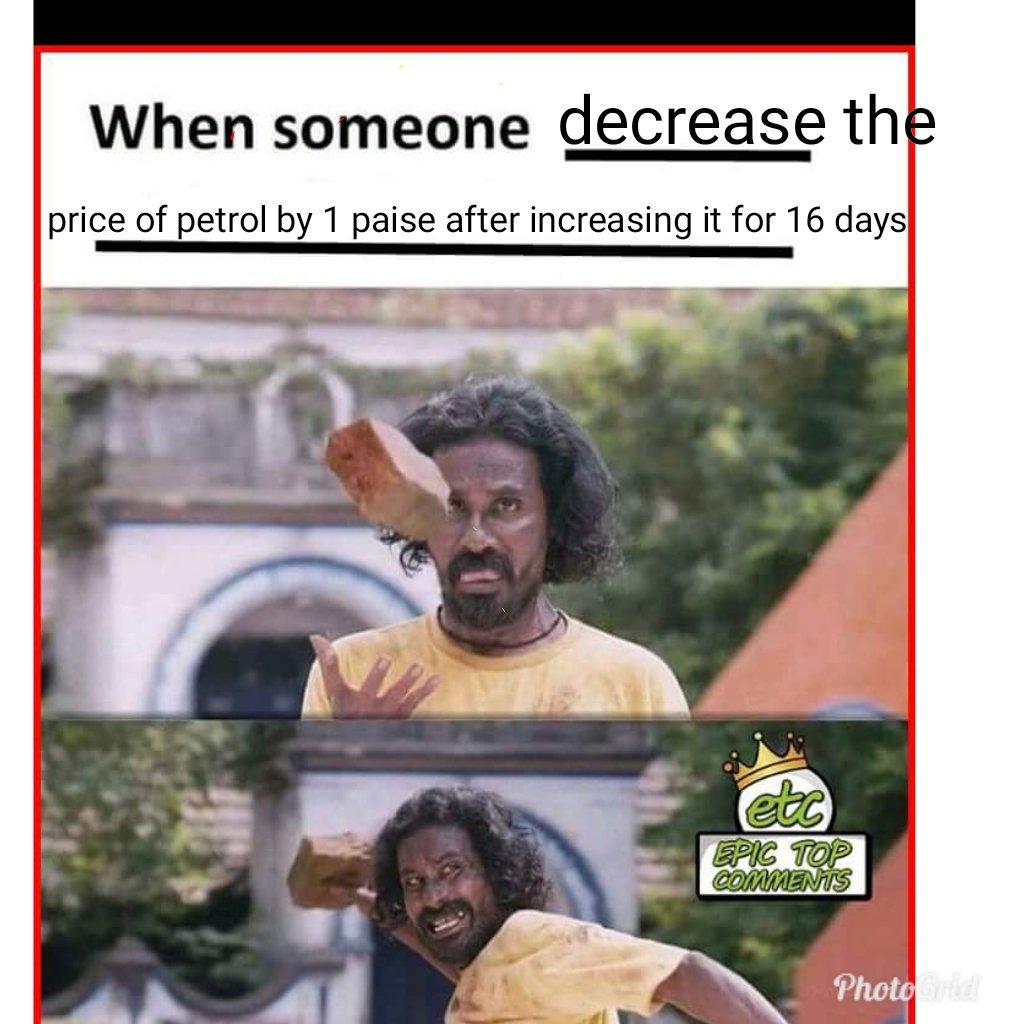 When someone decrease the
price of petrol by 1 paise after increasing it for 16 days
etc
EPIC TOP
COMMENTS
PhotoGrid